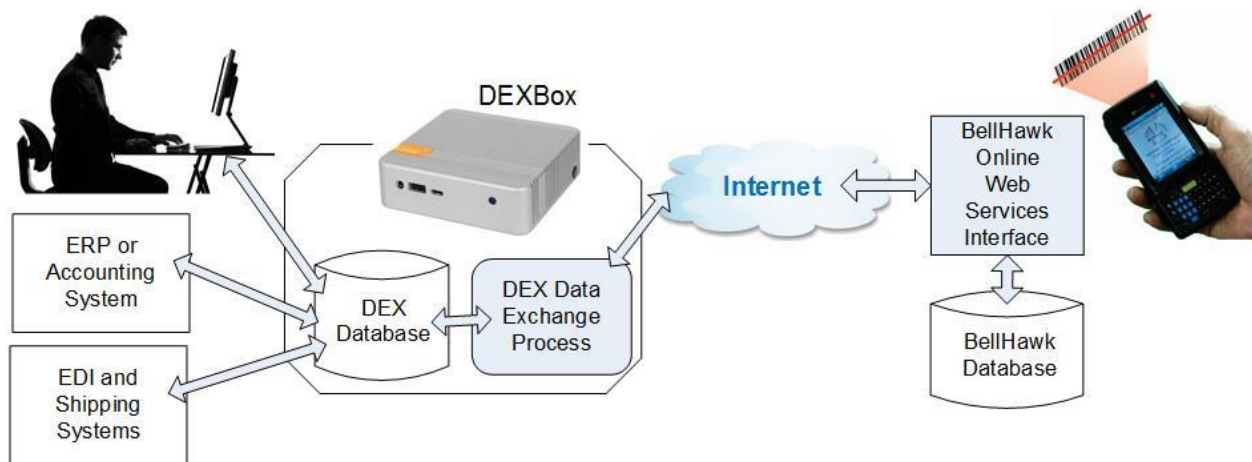 DEXBox
ERP or
Accounting
System
EDI and
Shipping
Systems
DEX
Database
DEX Data
Exchange
Process
Internet
BellHawk
Online
Web
Services
Interface
BellHawk
Database